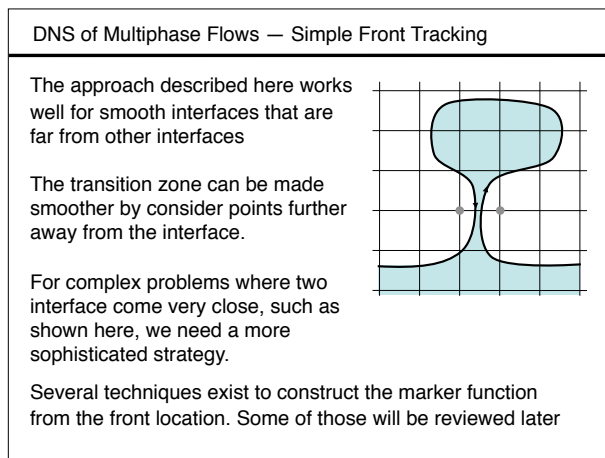 DNS of Multiphase Flows — Simple Front Tracking
The approach described here works
well for smooth interfaces that are
far from other interfaces
The transition zone can be made
smoother by consider points further
away from the interface.
For complex problems where two
interface come very close, such as
shown here, we need a more
sophisticated strategy.
Several techniques exist to construct the marker function
from the front location. Some of those will be reviewed later